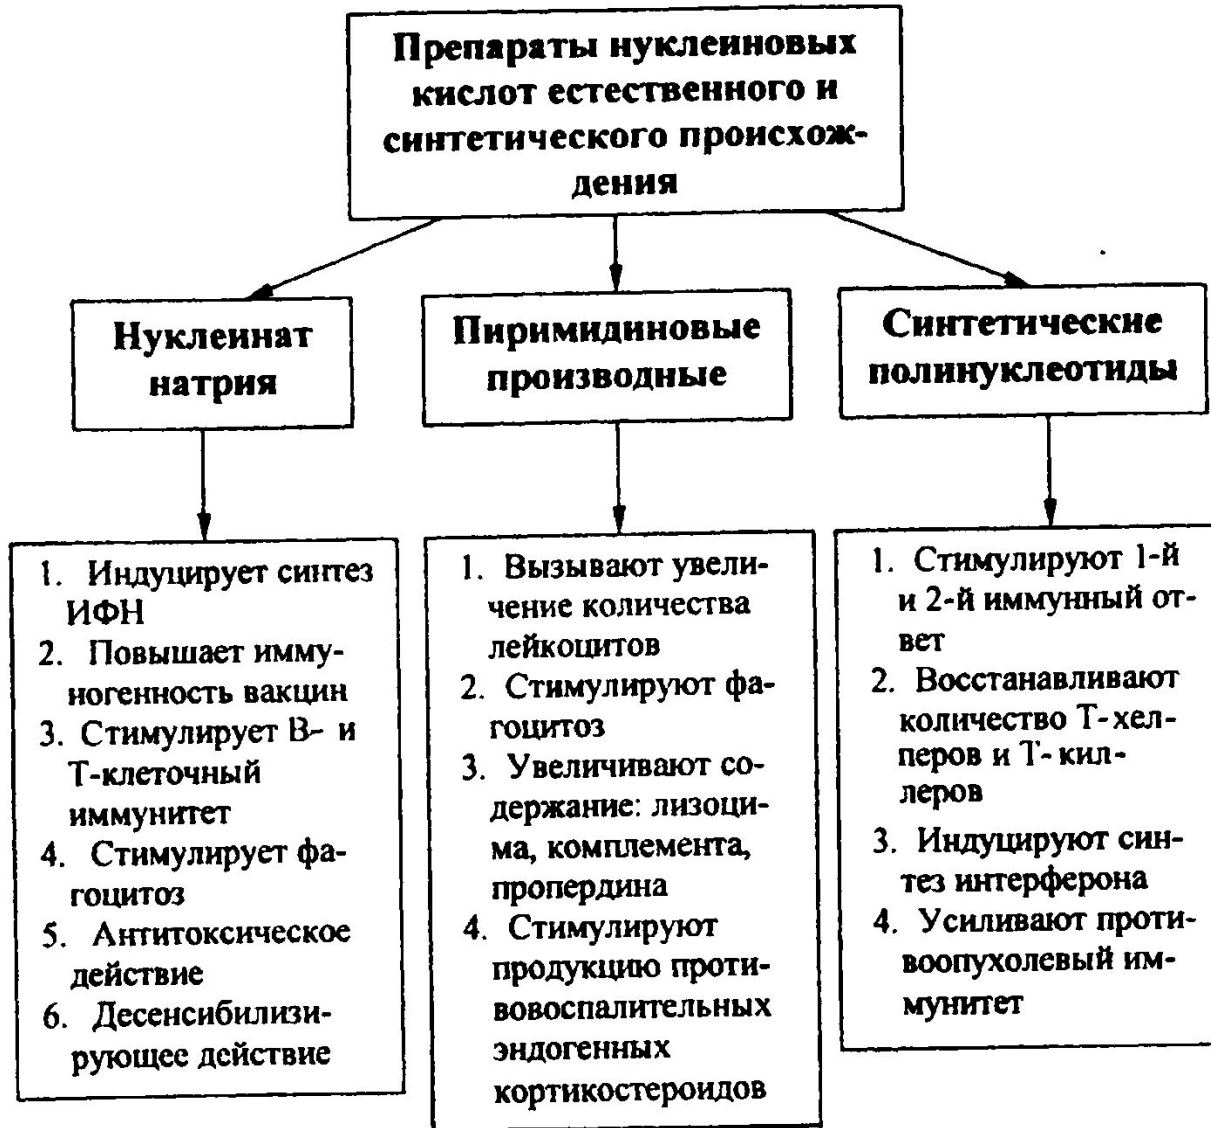 Препараты нуклеиновых
кислот естественного и
синтетического происхож-
дения
Нуклеинат
натрия
Пиримидиновые
производные
Синтетические
полинуклеотиды
1. Индуцирует синтез
ИФН
2. Повышает имму-
ногенность вакцин
3. Стимулирует В- и
Т-клеточный
иммунитет
4. Стимулирует фа-
гоцитоз
5. Антитоксическое
действие
6. Десенсибилизи-
рующее действие
1. Вызывают увели-
чение количества
лейкоцитов
2. Стимулируют фа-
гоцитоз
3. Увеличивают со-
держание: лизоци-
ма, комплемента,
пропердина
4. Стимулируют
продукцию проти-
вовоспалительных
эндогенных
кортикостероидов
1. Стимулируют 1-й
и 2-й иммунный от-
вет
2. Восстанавливают
количество Т-хел-
перов и Т- кил-
леров
3. Индуцируют син-
тез интерферона
4. Усиливают проти-
воопухолевый им-
мунитет